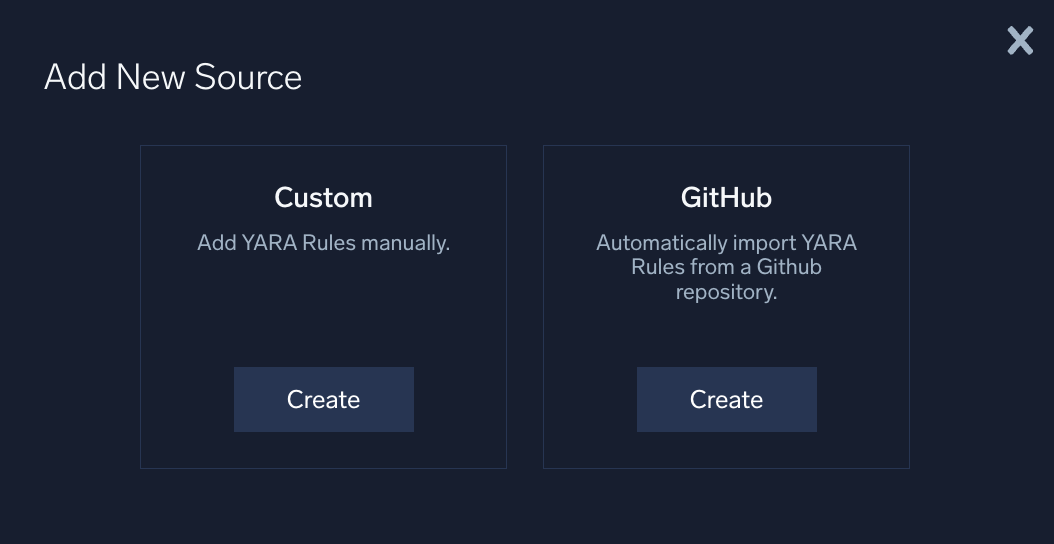 Add New Source
Custom
Add YARA Rules manually.
Create
GitHub
Automatically import YARA
Rules from a Github
repository.
Create